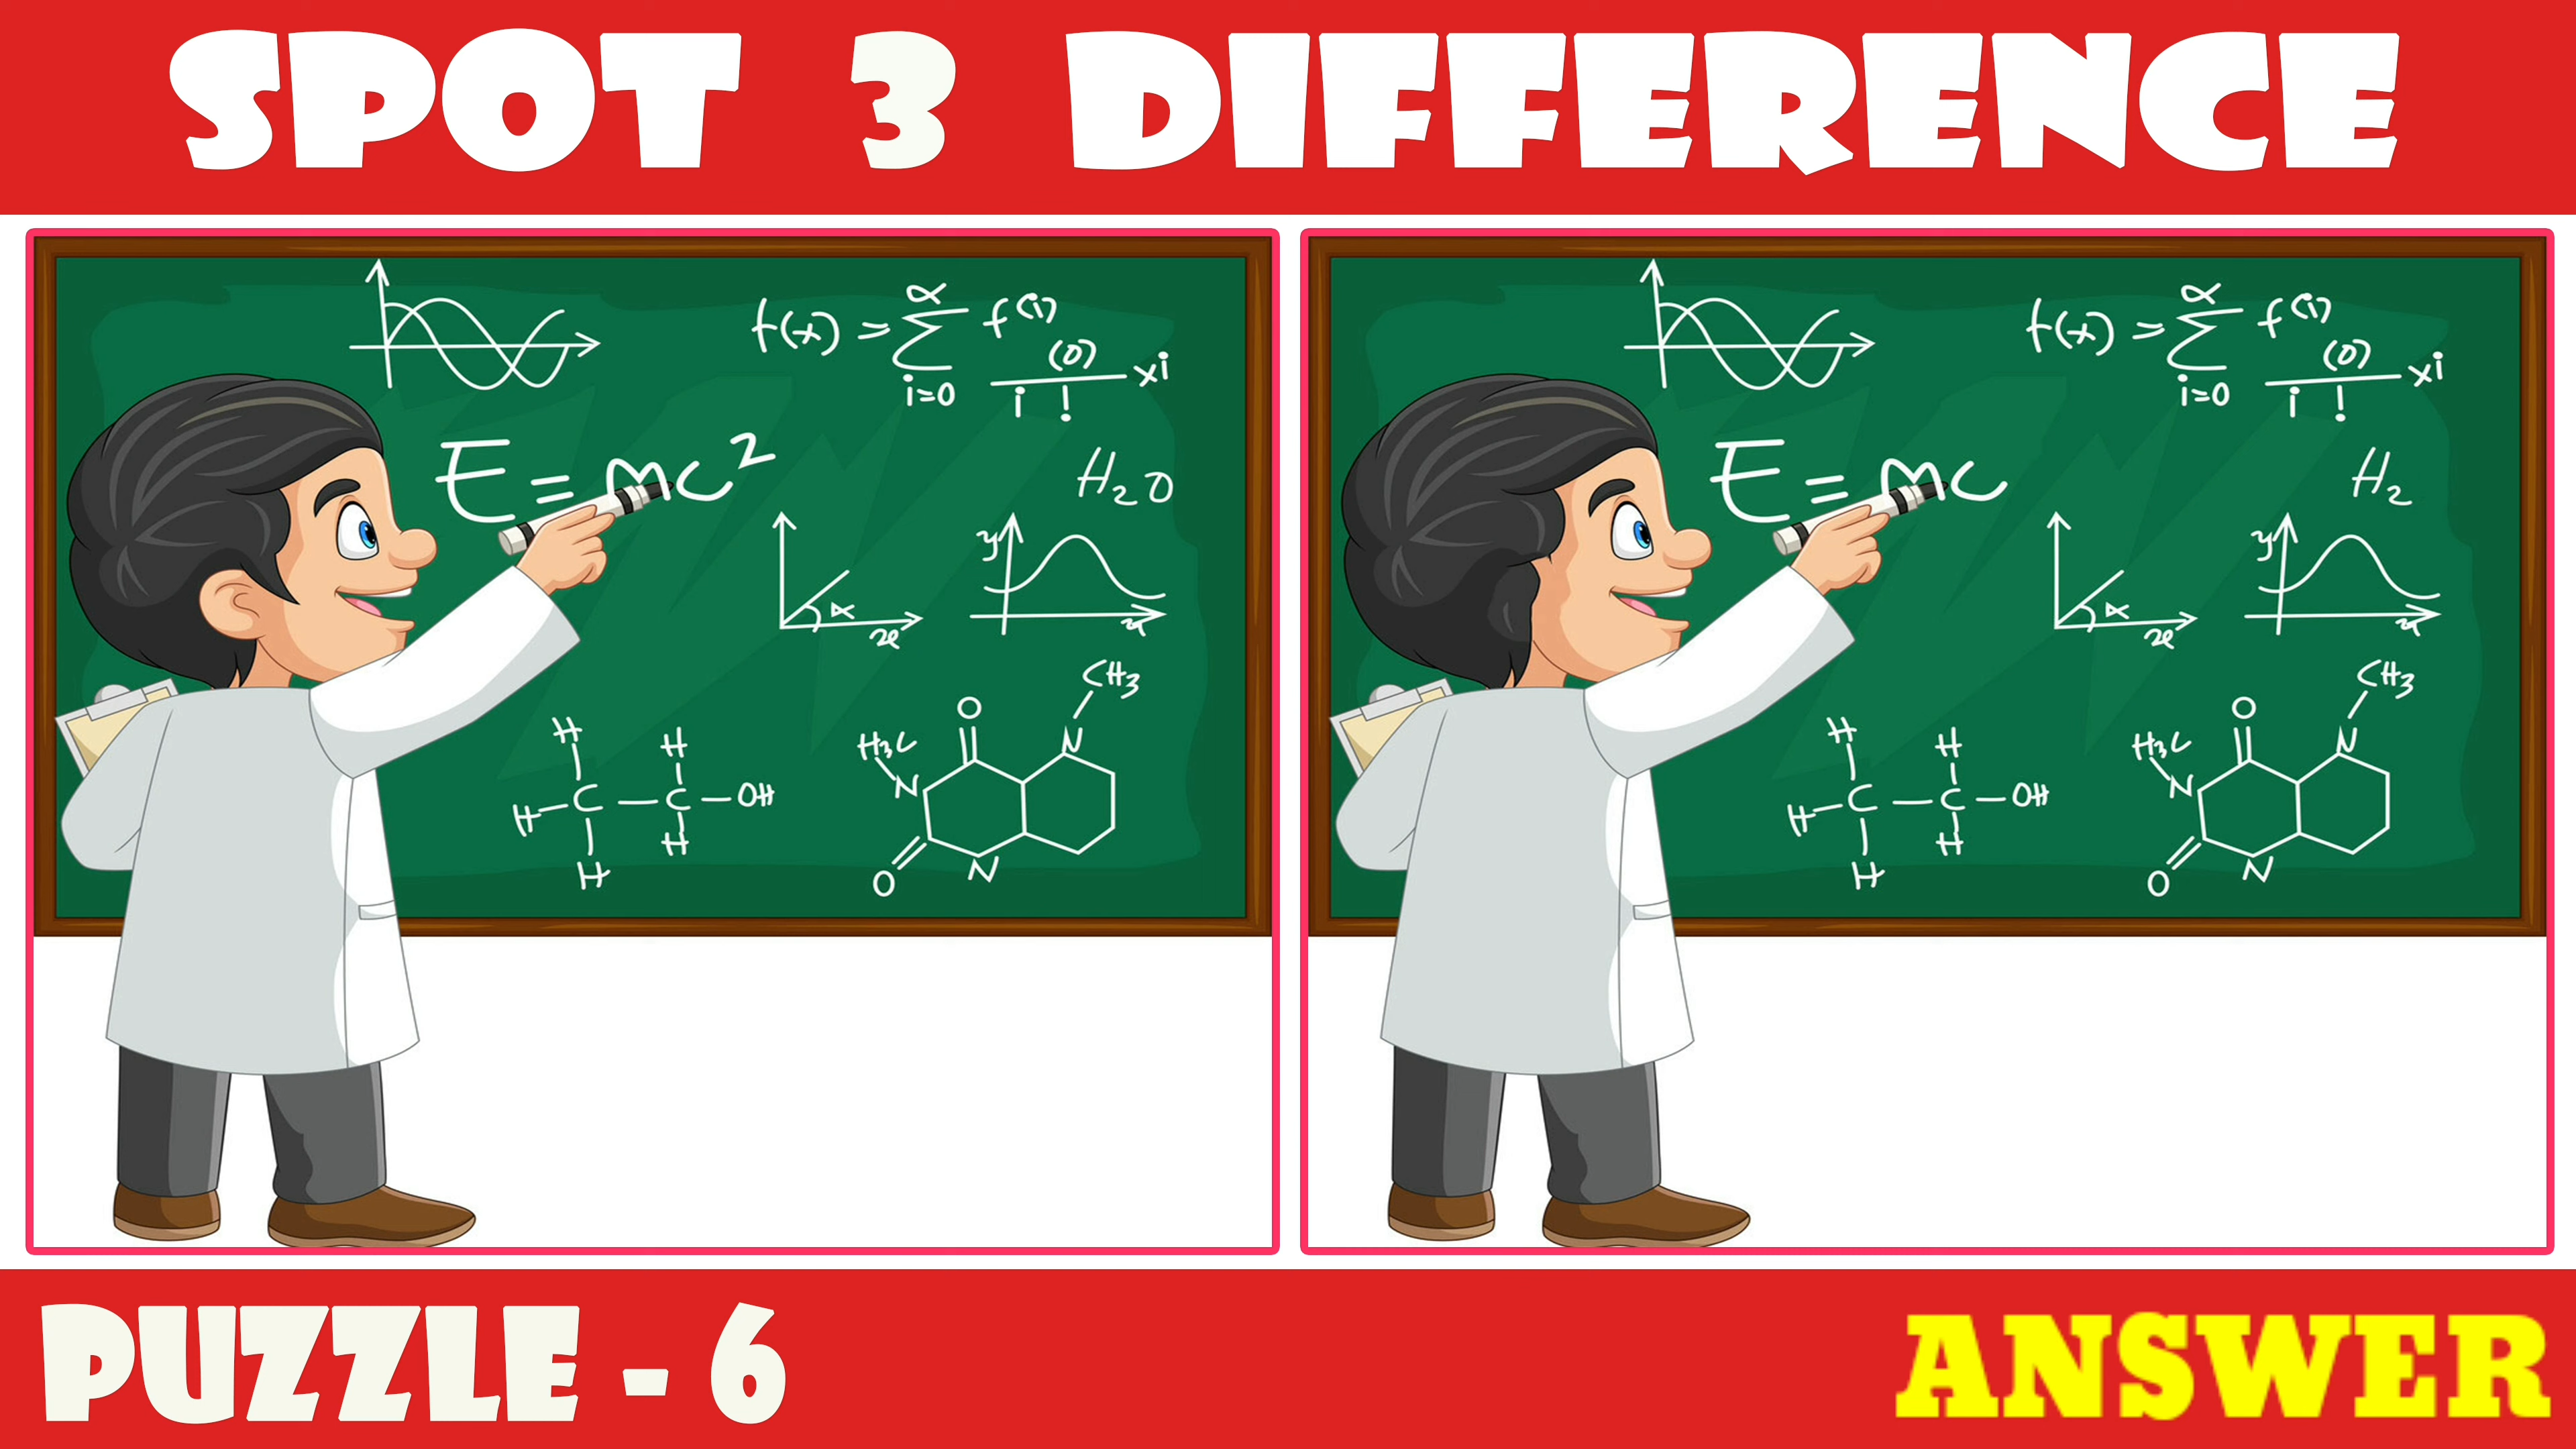 SPOT 3 DIFFERENCE
f(x) = ∑ f(i)
∝
(0)
i=0
i !
xi
E = mc²
H₂O
y
x
∝
x
CH₃
H
H
H₃C
O
N
N
H
C
C
OH
H
H
O
N
f(x) = ∑ f(i)
∝
(0)
i=0
i !
xi
E = mc
H₂
y
x
∝
x
CH₃
H
H
H₃C
O
N
N
H
C
C
OH
H
H
O
N
PUZZLE - 6
ANSWER